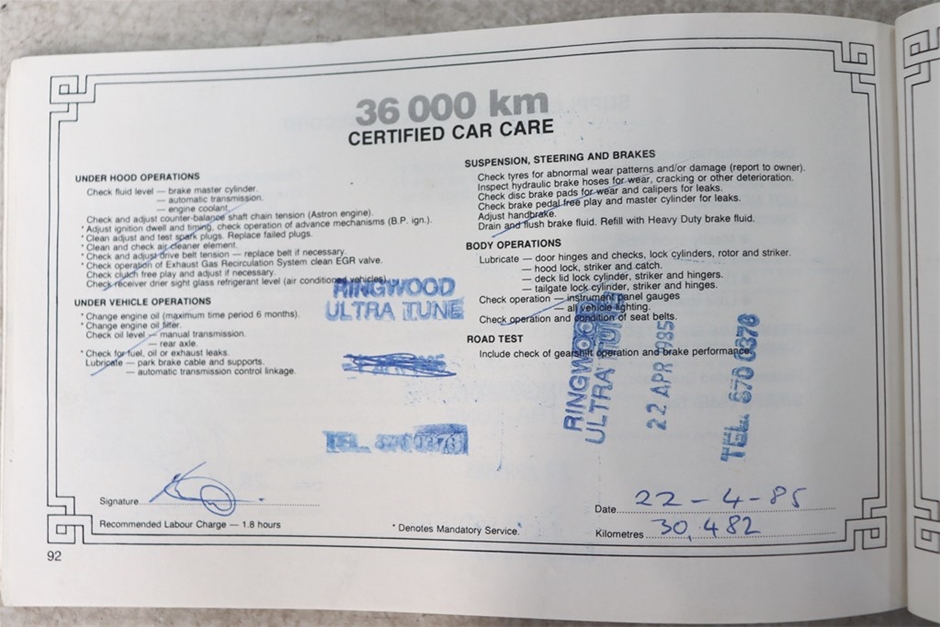 36 000 km
CERTIFIED CAR CARE
UNDER HOOD OPERATIONS
Check fluid level — brake master cylinder.
— automatic transmission.
— engine coolant.
Check and adjust counter-balance shaft chain tension (Astron engine).
* Adjust ignition dwell and timing, check operation of advance mechanisms (B.P. ign.).
* Clean adjust and test spark plugs. Replace failed plugs.
* Clean and check air cleaner element.
* Check and adjust drive belt tension — replace belt if necessary.
* Check operation of Exhaust Gas Recirculation System clean EGR valve.
Check clutch free play and adjust if necessary.
Check receiver drier sight glass refrigerant level (air conditioned vehicles).
UNDER VEHICLE OPERATIONS
* Change engine oil (maximum time period 6 months).
* Change engine oil filter.
Check oil level — manual transmission.
— rear axle.
* Check for fuel, oil or exhaust leaks.
Lubricate — park brake cable and supports.
— automatic transmission control linkage.
RINGWOOD
ULTRA TUNE
TEL.
SUSPENSION, STEERING AND BRAKES
Check tyres for abnormal wear patterns and/or damage (report to owner).
Inspect hydraulic brake hoses for wear, cracking or other deterioration.
Check disc brake pads for wear and calipers for leaks.
Check brake pedal free play and master cylinder for leaks.
Adjust handbrake.
Drain and flush brake fluid. Refill with Heavy Duty brake fluid.
BODY OPERATIONS
Lubricate — door hinges and checks, lock cylinders, rotor and striker.
— hood lock, striker and catch.
— deck lid lock cylinder, striker and hingers.
— tailgate lock cylinder, striker and hinges.
Check operation — instrument panel gauges
— all vehicle lighting.
Check operation and condition of seat belts.
ROAD TEST
Include check of gearshift operation and brake performance.
RINGWOOD
ULTRA TUNE
22 APR 1985
TEL. 870 0378
Signature
Recommended Labour Charge — 1.8 hours
* Denotes Mandatory Service.
Date 22-4-85
Kilometres 30,482
92